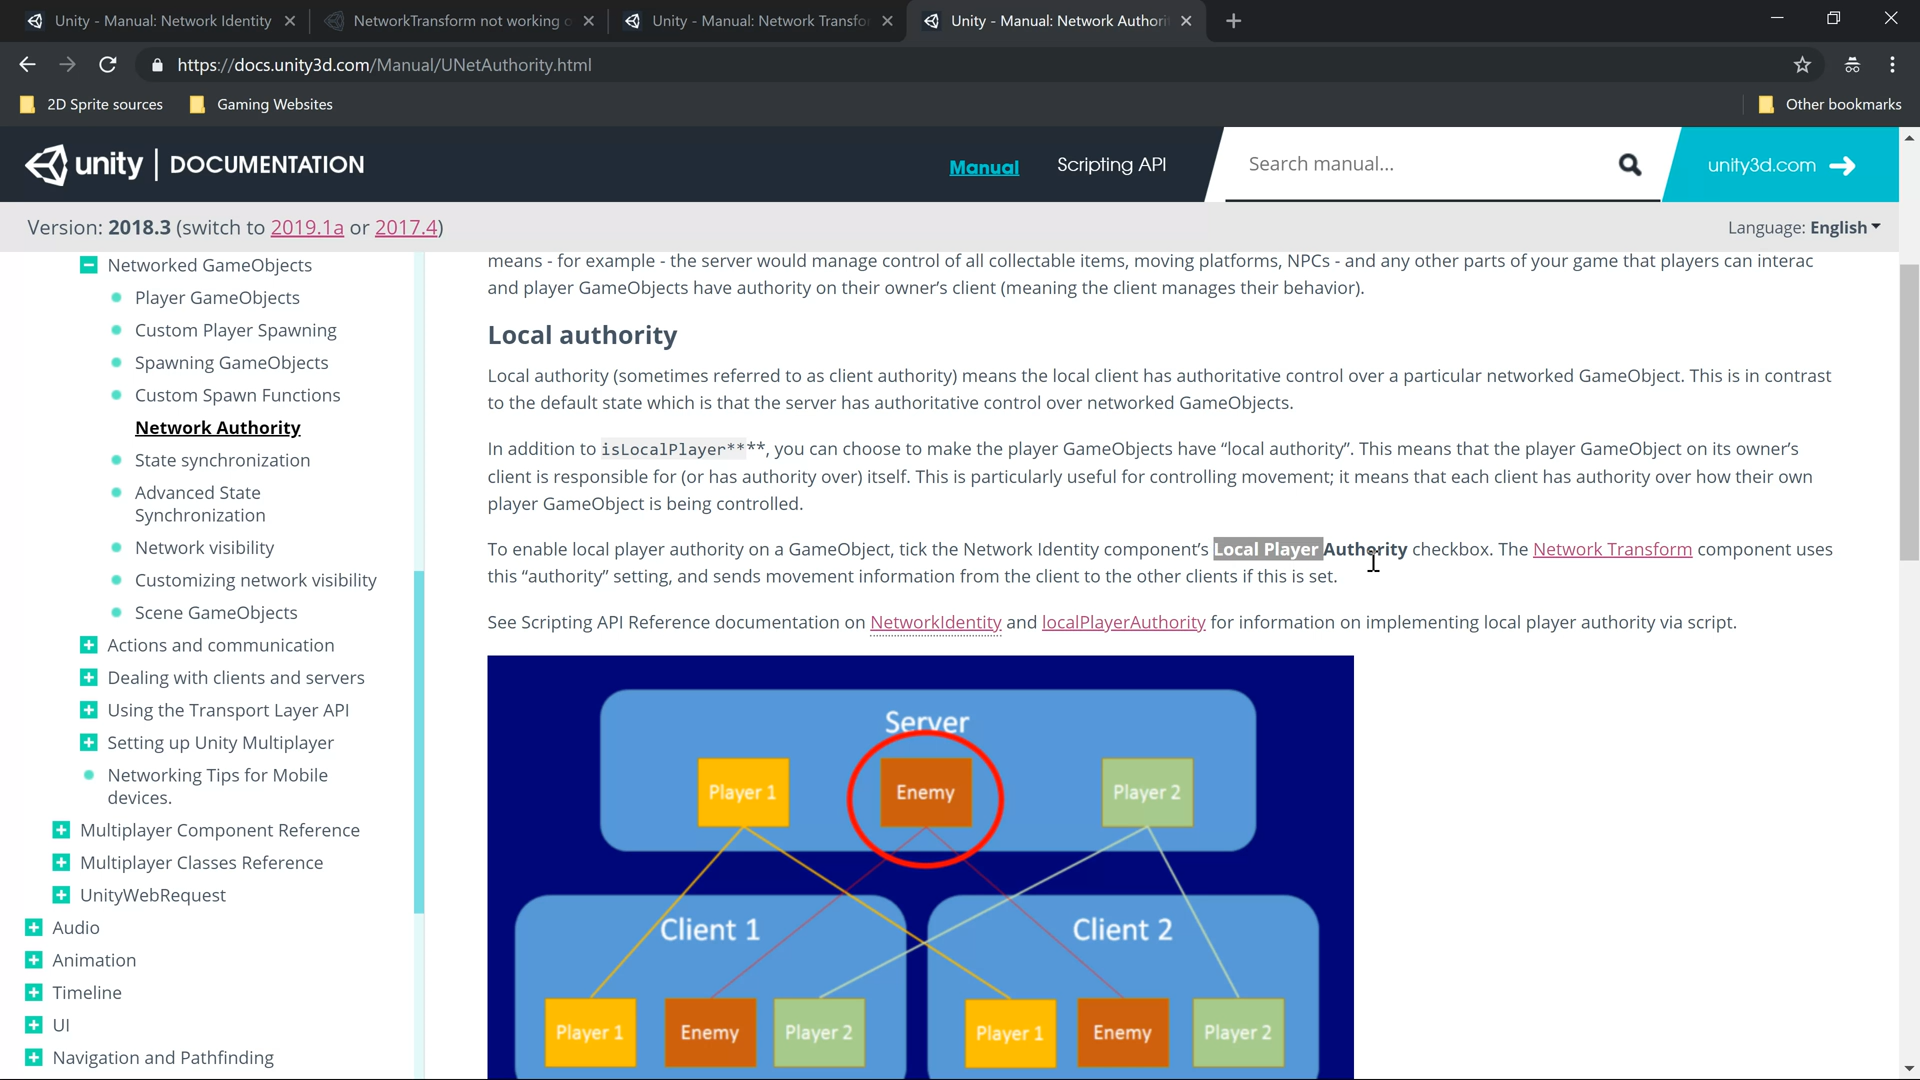 Unity - Manual: Network Identity
NetworkTransform not working o
Unity - Manual: Network Transfo
Unity - Manual: Network Authori
https://docs.unity3d.com/Manual/UNetAuthority.html
2D Sprite sources
Gaming Websites
Other bookmarks
unity | DOCUMENTATION
Manual
Scripting API
Search manual...
unity3d.com
Version: 2018.3 (switch to 2019.1a or 2017.4)
Language: English
Networked GameObjects
Player GameObjects
Custom Player Spawning
Spawning GameObjects
Custom Spawn Functions
Network Authority
State synchronization
Advanced State
Synchronization
Network visibility
Customizing network visibility
Scene GameObjects
Actions and communication
Dealing with clients and servers
Using the Transport Layer API
Setting up Unity Multiplayer
Networking Tips for Mobile
devices.
Multiplayer Component Reference
Multiplayer Classes Reference
UnityWebRequest
Audio
Animation
Timeline
UI
Navigation and Pathfinding
means - for example - the server would manage control of all collectable items, moving platforms, NPCs - and any other parts of your game that players can interac
and player GameObjects have authority on their owner's client (meaning the client manages their behavior).
Local authority
Local authority (sometimes referred to as client authority) means the local client has authoritative control over a particular networked GameObject. This is in contrast
to the default state which is that the server has authoritative control over networked GameObjects.
In addition to isLocalPlayer****, you can choose to make the player GameObjects have “local authority”. This means that the player GameObject on its owner’s
client is responsible for (or has authority over) itself. This is particularly useful for controlling movement; it means that each client has authority over how their own
player GameObject is being controlled.
To enable local player authority on a GameObject, tick the Network Identity component’s Local Player Authority checkbox. The Network Transform component uses
this “authority” setting, and sends movement information from the client to the other clients if this is set.
See Scripting API Reference documentation on NetworkIdentity and localPlayerAuthority for information on implementing local player authority via script.
Server
Player 1
Enemy
Player 2
Client 1
Client 2
Player 1
Enemy
Player 2
Player 1
Enemy
Player 2